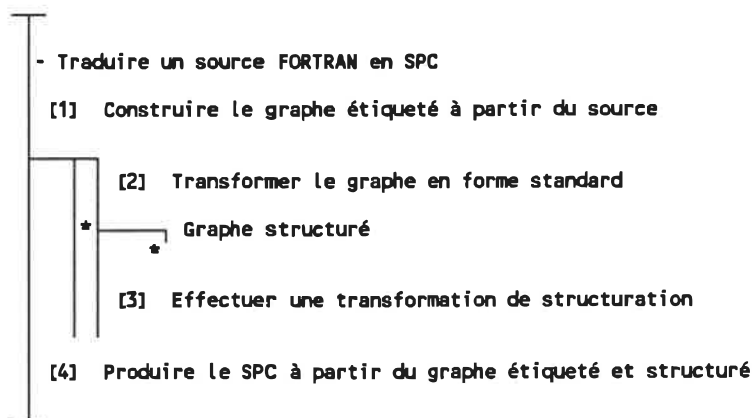 - Traduire un source FORTRAN en SPC
[1] Construire le graphe étiqueté à partir du source
[2] Transformer le graphe en forme standard
* Graphe structuré
*
[3] Effectuer une transformation de structuration
[4] Produire le SPC à partir du graphe étiqueté et structuré